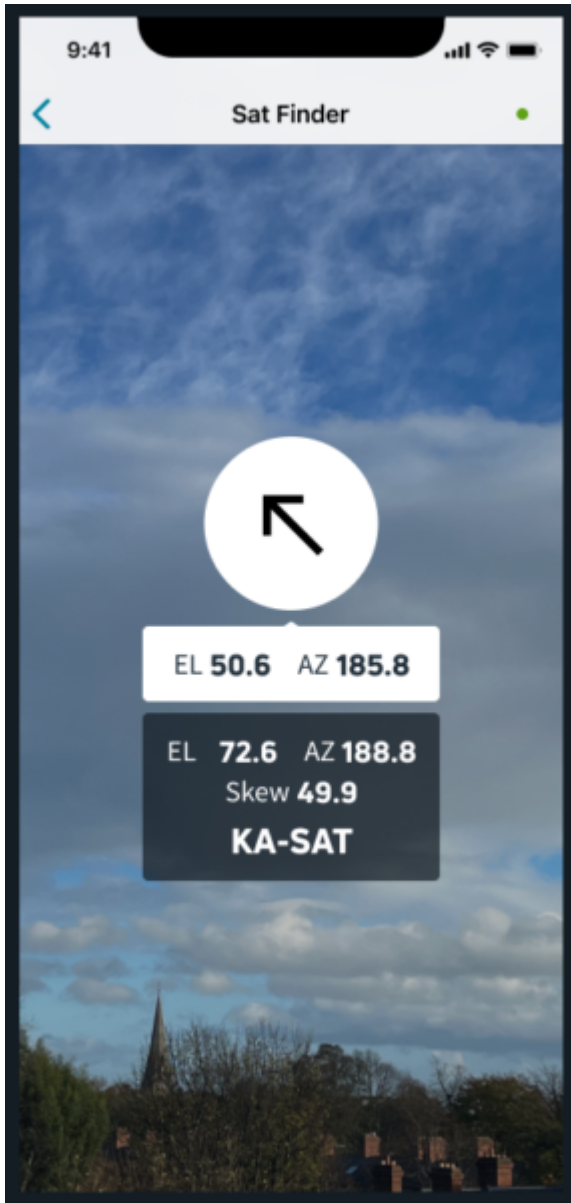 9:41
Sat Finder
EL 50.6 AZ 185.8
EL 72.6 AZ 188.8
Skew 49.9
KA-SAT